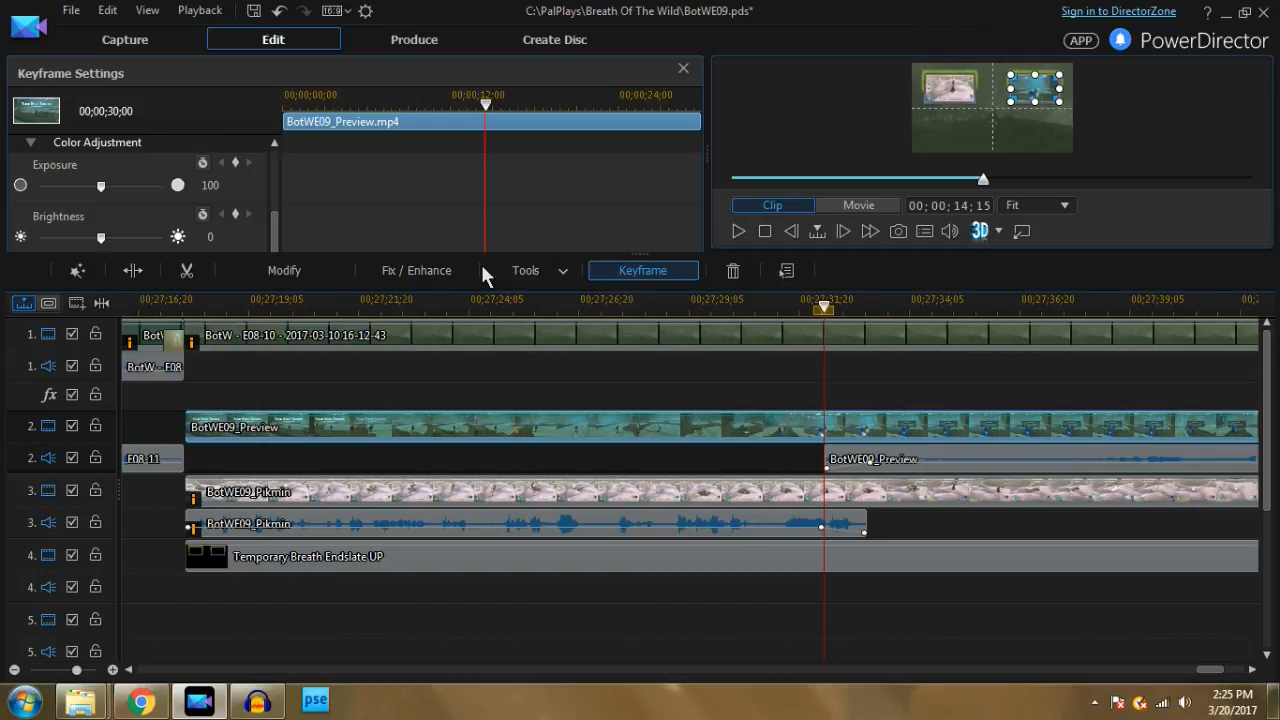 File Edit View Playback 16:9 C:\PalPlays\Breath Of The Wild\BotWE09.pds* Sign in to DirectorZone ?
Capture Edit Produce Create Disc APP PowerDirector
Keyframe Settings
00;00;30;00 00;00;00;00 00;00;12;00 00;00;24;00
BotWE09_Preview.mp4
Color Adjustment
Exposure
100
Brightness
0
Clip Movie 00; 00; 14; 15 Fit
3D
Modify Fix / Enhance Tools Keyframe
00;27;16;20 00;27;19;05 00;27;21;20 00;27;24;05 00;27;26;20 00;27;29;05 00;27;31;20 00;27;34;05 00;27;36;20 00;27;39;05
1. BotW BotW - E08-10 - 2017-03-10 16-12-43
1. BotW - E08
fx
2. BotWE09_Preview
2. E08-11 BotWE09_Preview
3. BotWE09_Pikmin
3. BotWE09_Pikmin
4. Temporary Breath Endslate UP
4.
5.
5.
pse
2:25 PM
3/20/2017